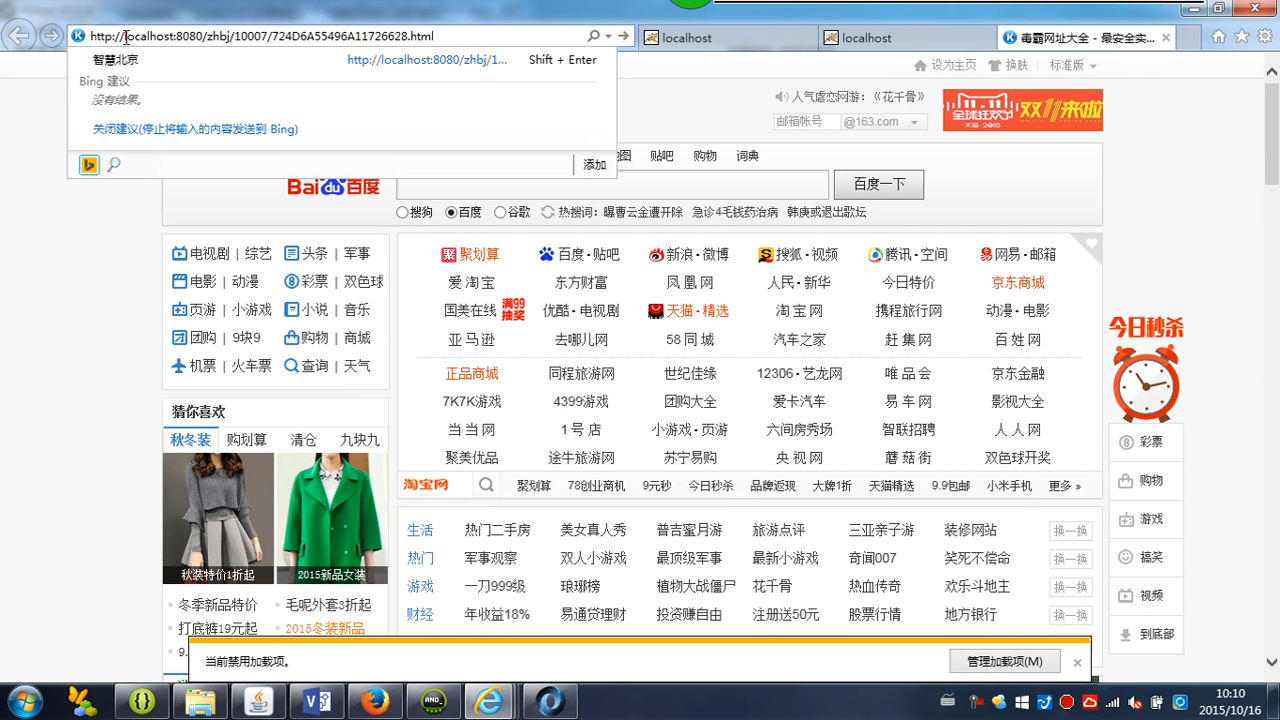 http://localhost:8080/zhbj/10007/724D6A55496A11726628.html
localhost
localhost
毒霸网址大全 - 最安全实...
智慧北京 http://localhost:8080/zhbj/1... Shift + Enter
Bing 建议
没有结果。
关闭建议(停止将输入的内容发送到 Bing)
添加
设为主页 换肤 标准版
人气虐恋网游：《花千骨》
邮箱帐号 @163.com
11.11 全球狂欢节 天猫·2015 双11来啦
图 贴吧 购物 词典
Baidu百度 百度一下
搜狗 百度 谷歌 热搜词： 曝曹云金遭开除 急诊4毛钱药治病 韩庚或退出歌坛
电视剧 | 综艺 头条 | 军事
电影 | 动漫 彩票 | 双色球
页游 | 小游戏 小说 | 音乐
团购 | 9块9 购物 | 商城
机票 | 火车票 查询 | 天气
聚划算 百度·贴吧 新浪·微博 搜狐·视频 腾讯·空间 网易·邮箱
爱淘宝 东方财富 凤凰网 人民·新华 今日特价 京东商城
国美在线 满99抽奖 优酷·电视剧 天猫·精选 淘宝网 携程旅行网 动漫·电影
亚马逊 去哪儿网 58同城 汽车之家 赶集网 百姓网
正品商城 同程旅游网 世纪佳缘 12306·艺龙网 唯品会 京东金融
7K7K游戏 4399游戏 团购大全 爱卡汽车 易车网 影视大全
当当网 1号店 小游戏·页游 六间房秀场 智联招聘 人人网
聚美优品 途牛旅游网 苏宁易购 央视网 蘑菇街 双色球开奖
淘宝网 聚划算 78创业商机 9元秒 今日秒杀 品牌返现 大牌1折 天猫精选 9.9包邮 小米手机 更多 »
生活 热门二手房 美女真人秀 普吉蜜月游 旅游点评 三亚亲子游 装修网站 换一换
热门 军事观察 双人小游戏 最顶级军事 最新小游戏 奇闻007 笑死不偿命 换一换
游戏 一刀999级 琅琊榜 植物大战僵尸 花千骨 热血传奇 欢乐斗地主 换一换
财经 年收益18% 易通贷理财 投资赚自由 注册送50元 股票行情 地方银行 换一换
猜你喜欢
秋冬装 购划算 清仓 九块九
秋装特价1折起 2015新品女装
冬季新品特价 毛呢外套3折起
打底裤19元起 2015冬装新品
9.
今日秒杀
彩票
购物
游戏
搞笑
视频
到底部
当前禁用加载项。 管理加载项(M)
10:10
2015/10/16